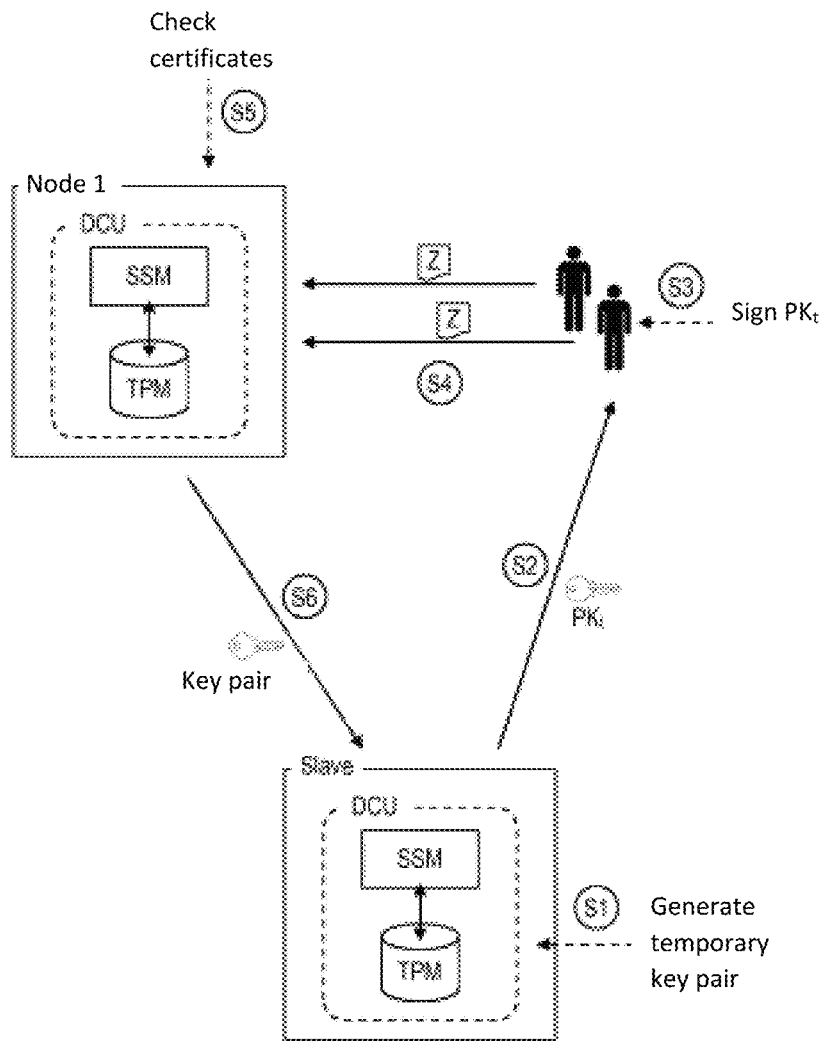 Check
certificates
S5
Node 1
DCU
SSM
TPM
Z
Z
S3
Sign PKt
S4
S2
PKt
S6
Key pair
Slave
DCU
SSM
TPM
S1
Generate
temporary
key pair